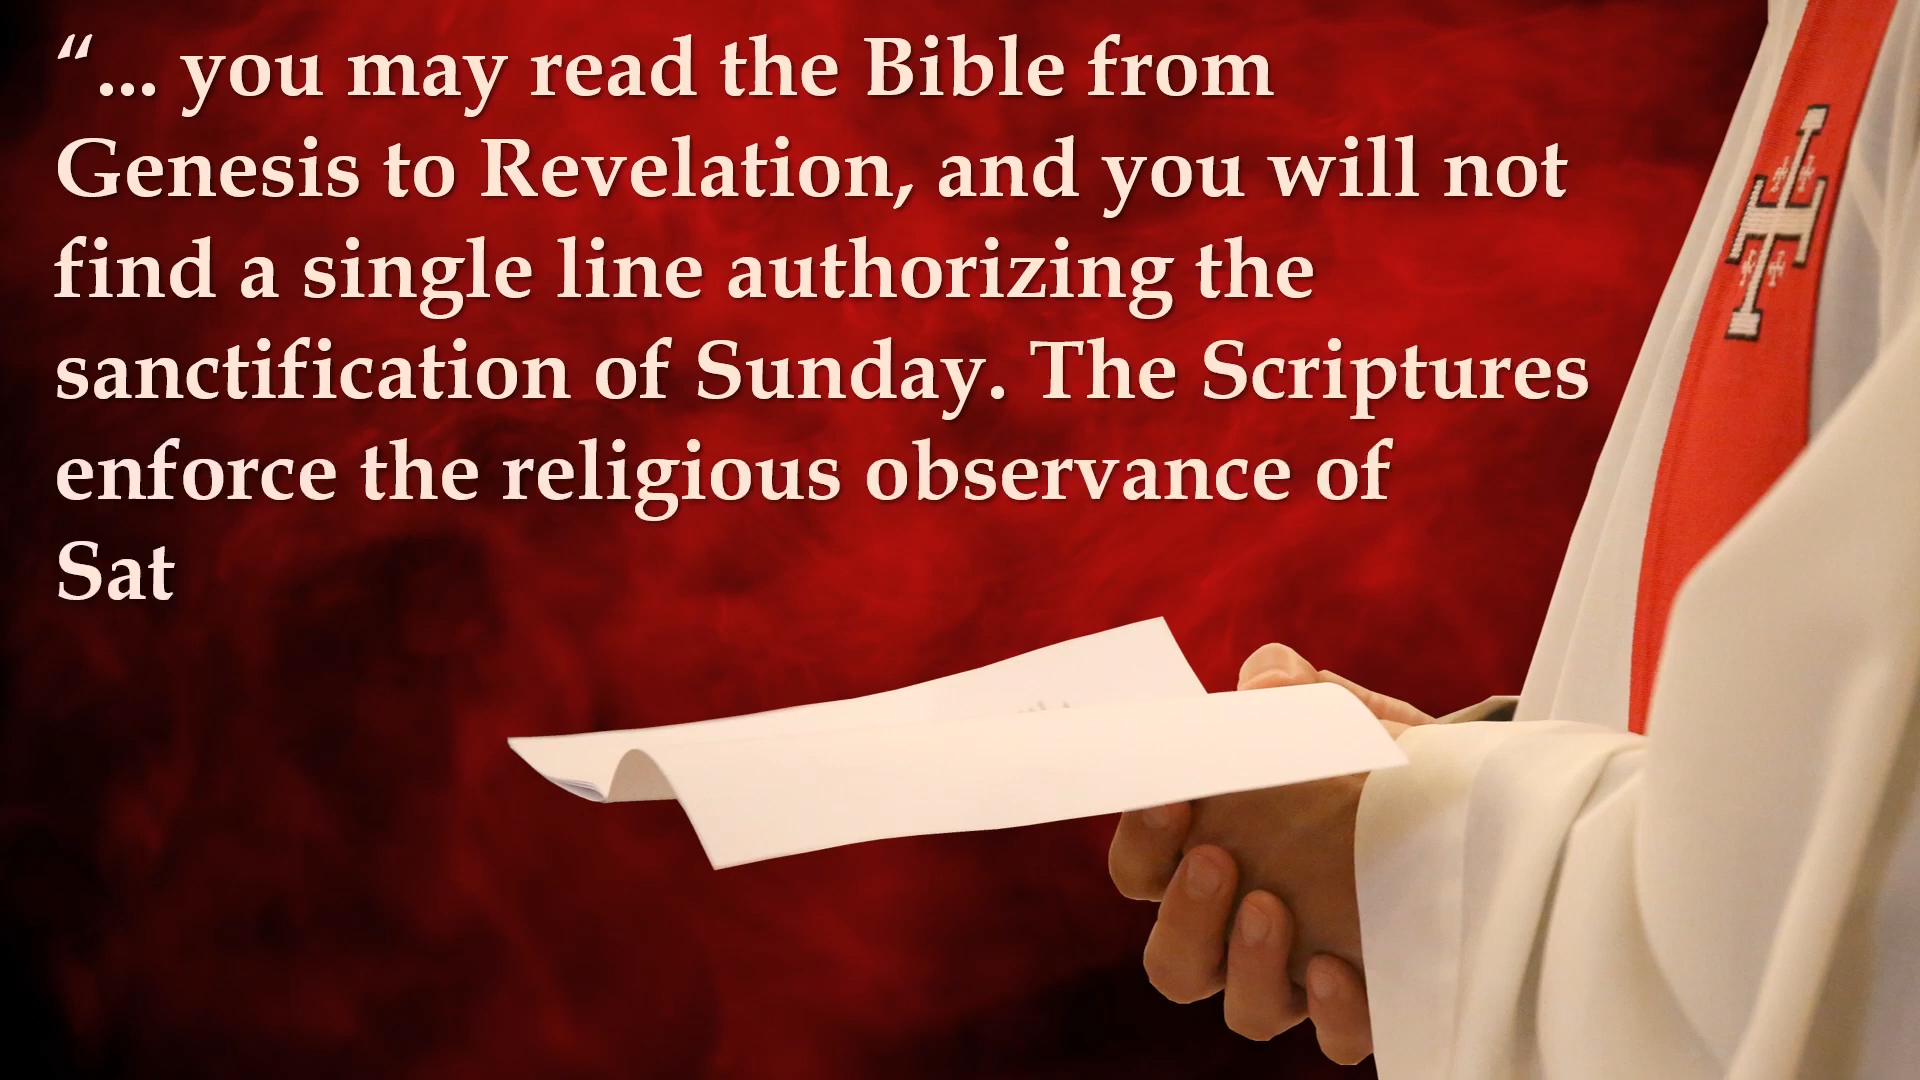 “... you may read the Bible from
Genesis to Revelation, and you will not
find a single line authorizing the
sanctification of Sunday. The Scriptures
enforce the religious observance of
Sat